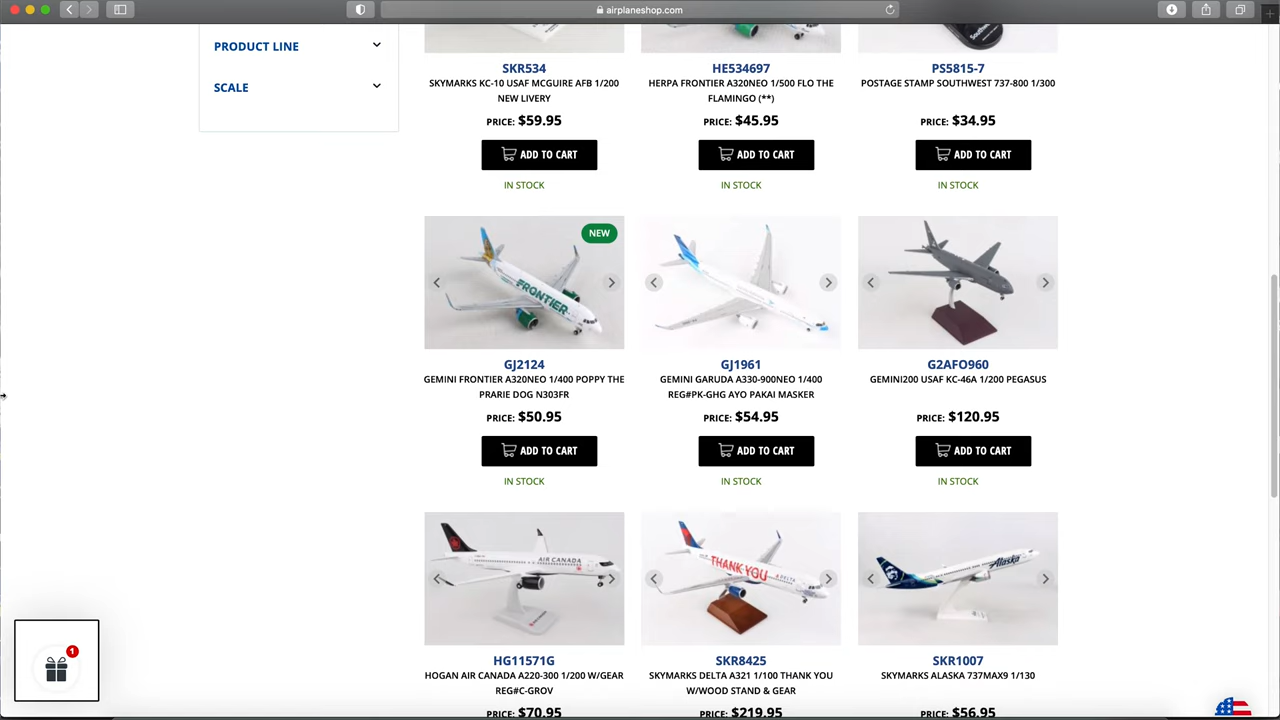 airplaneshop.com
PRODUCT LINE
SCALE
SKR534
SKYMARKS KC-10 USAF MCGUIRE AFB 1/200
NEW LIVERY
PRICE: $59.95
ADD TO CART
IN STOCK
HE534697
HERPA FRONTIER A320NEO 1/500 FLO THE
FLAMINGO (**)
PRICE: $45.95
ADD TO CART
IN STOCK
PS5815-7
POSTAGE STAMP SOUTHWEST 737-800 1/300
PRICE: $34.95
ADD TO CART
IN STOCK
NEW
FRONTIER
GJ2124
GEMINI FRONTIER A320NEO 1/400 POPPY THE
PRARIE DOG N303FR
PRICE: $50.95
ADD TO CART
IN STOCK
GJ1961
GEMINI GARUDA A330-900NEO 1/400
REG#PK-GHG AYO PAKAI MASKER
PRICE: $54.95
ADD TO CART
IN STOCK
G2AFO960
GEMINI200 USAF KC-46A 1/200 PEGASUS
PRICE: $120.95
ADD TO CART
IN STOCK
AIR CANADA
HG11571G
HOGAN AIR CANADA A220-300 1/200 W/GEAR
REG#C-GROV
PRICE: $70.95
THANK YOU
DELTA
SKR8425
SKYMARKS DELTA A321 1/100 THANK YOU
W/WOOD STAND & GEAR
PRICE: $219.95
Alaska
SKR1007
SKYMARKS ALASKA 737MAX9 1/130
PRICE: $56.95
1